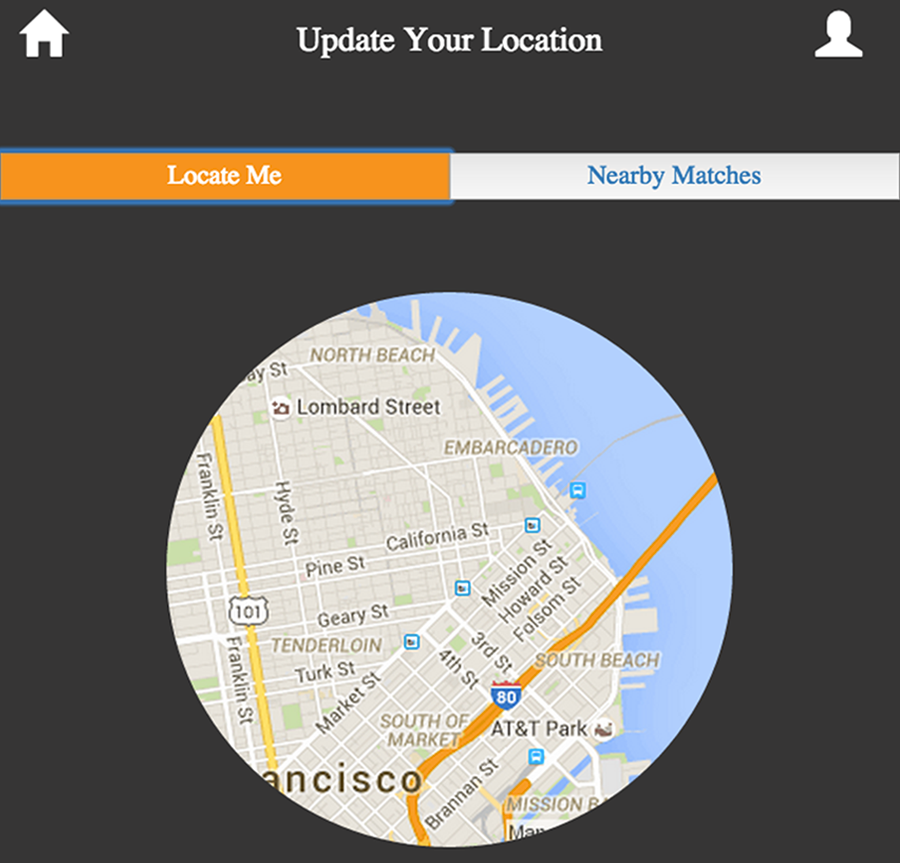 Update Your Location
Locate Me
Nearby Matches
NORTH BEACH
ay St
Lombard Street
EMBARCADERO
Franklin St
Hyde St
California St
Pine St
Mission St
Howard St
Folsom St
101
Geary St
TENDERLOIN
3rd St
4th St
SOUTH BEACH
Franklin St
Turk St
Market St
80
SOUTH OF
MARKET
AT&T Park
ancisco
Brannan St
MISSION B
Map